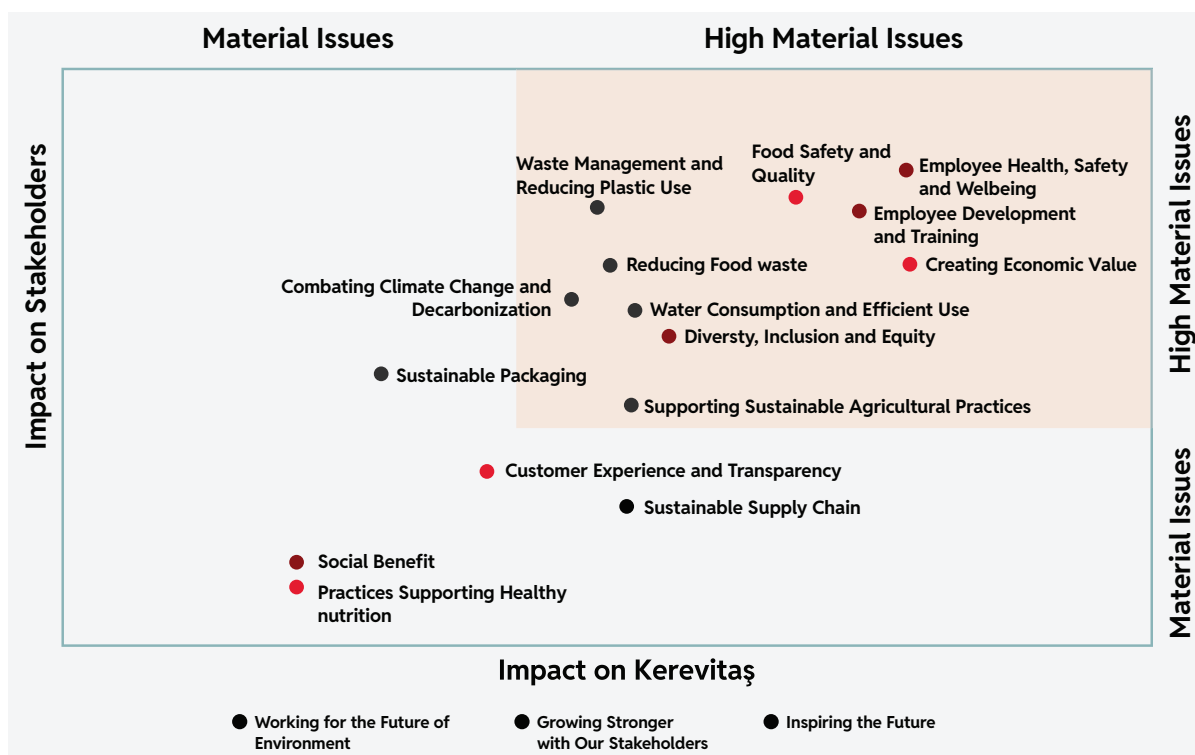 Material Issues
High Material Issues
Impact on Stakeholders
High Material Issues
Material Issues
Waste Management and
Reducing Plastic Use
Food Safety and
Quality
Employee Health, Safety
and Wellbeing
Employee Development
and Training
Reducing Food waste
Creating Economic Value
Combating Climate Change and
Decarbonization
Water Consumption and Efficient Use
Diversty, Inclusion and Equity
Sustainable Packaging
Supporting Sustainable Agricultural Practices
Customer Experience and Transparency
Sustainable Supply Chain
Social Benefit
Practices Supporting Healthy
nutrition
Impact on Kerevitaş
Working for the Future of
Environment
Growing Stronger
with Our Stakeholders
Inspiring the Future